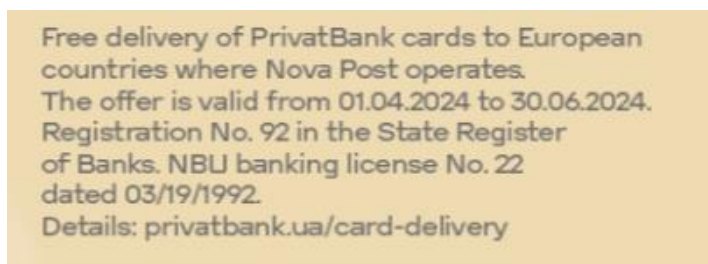 Free delivery of PrivatBank cards to European
countries where Nova Post operates.
The offer is valid from 01.04.2024 to 30.06.2024.
Registration No. 92 in the State Register
of Banks. NBU banking license No. 22
dated 03/19/1992.
Details: privatbank.ua/card-delivery